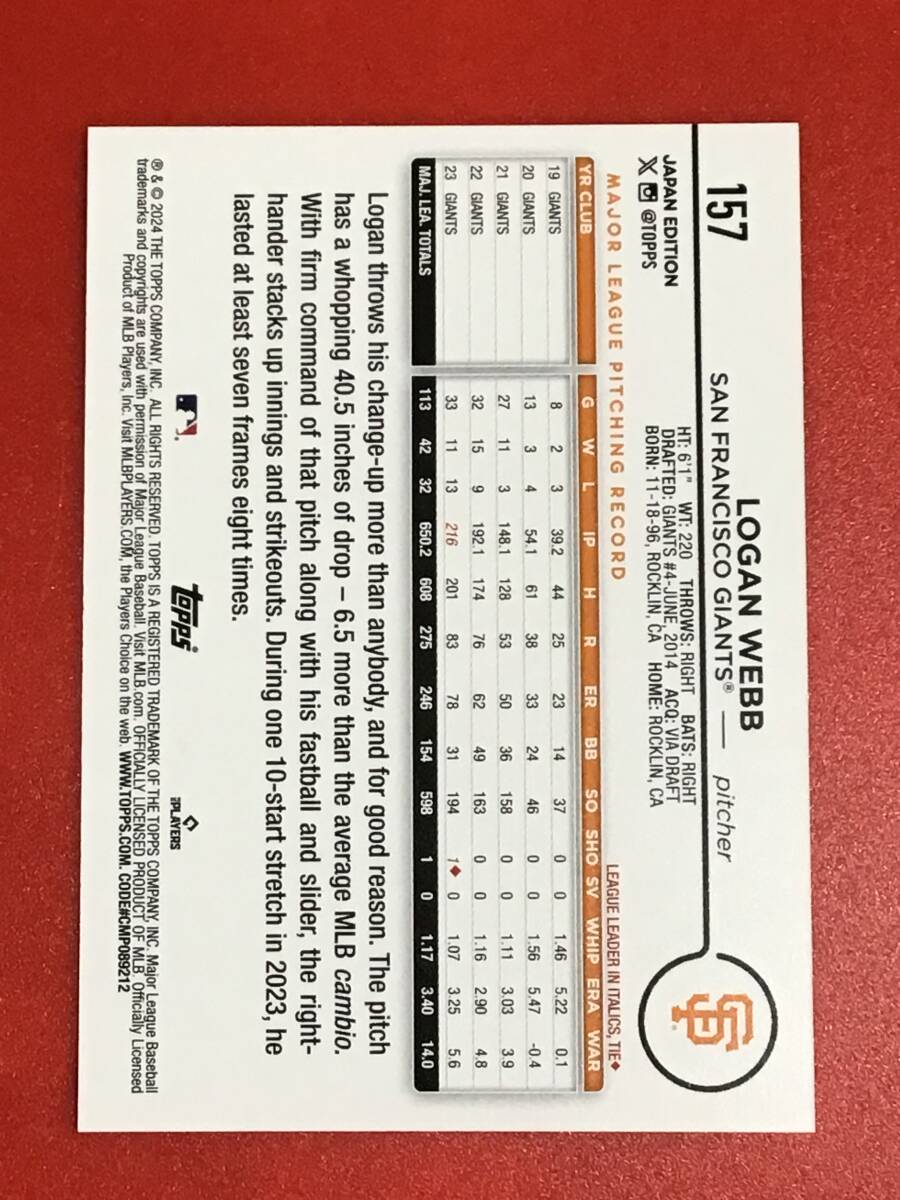 157
LOGAN WEBB
SAN FRANCISCO GIANTS® — pitcher
JAPAN EDITION
@TOPPS
HT: 6'1" WT: 220 THROWS: RIGHT BATS: RIGHT
DRAFTED: GIANTS #4-JUNE, 2014 ACQ: VIA DRAFT
BORN: 11-18-96, ROCKLIN, CA HOME: ROCKLIN, CA
SF
MAJOR LEAGUE PITCHING RECORD
LEAGUE LEADER IN ITALICS, TIE♦
YR CLUB G W L IP H R ER BB SO SHO SV WHIP ERA WAR
19 GIANTS 8 2 3 39.2 44 25 23 14 37 0 0 1.46 5.22 0.1
20 GIANTS 13 3 4 54.1 61 38 33 24 46 0 0 1.56 5.47 -0.4
21 GIANTS 27 11 3 148.1 128 53 50 36 158 0 0 1.11 3.03 3.9
22 GIANTS 32 15 9 192.1 174 76 62 49 163 0 0 1.16 2.90 4.8
23 GIANTS 33 11 13 216 201 83 78 31 194 1♦ 0 1.07 3.25 5.6
MAJ. LEA. TOTALS 113 42 32 650.2 608 275 246 154 598 1 0 1.17 3.40 14.0
Logan throws his change-up more than anybody, and for good reason. The pitch
has a whopping 40.5 inches of drop – 6.5 more than the average MLB cambio.
With firm command of that pitch along with his fastball and slider, the right-
hander stacks up innings and strikeouts. During one 10-start stretch in 2023, he
lasted at least seven frames eight times.
topps®
PLAYERS
® & © 2024 THE TOPPS COMPANY, INC. ALL RIGHTS RESERVED. TOPPS IS A REGISTERED TRADEMARK OF THE TOPPS COMPANY, INC. Major League Baseball
trademarks and copyrights are used with permission of Major League Baseball. Visit MLB.com. OFFICIALLY LICENSED PRODUCT OF MLB Officially Licensed
Product of MLB Players, Inc. Visit MLBPLAYERS.COM, the Players Choice on the web. WWW.TOPPS.COM. CODE#CMP089212